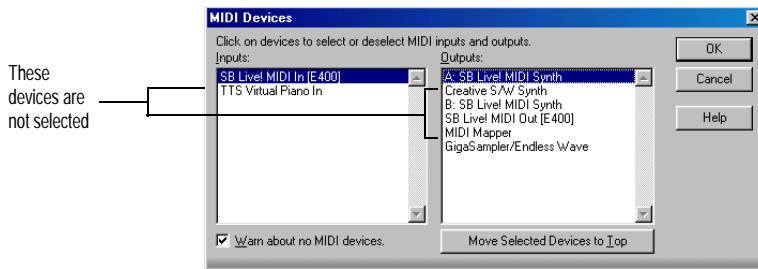 MIDI Devices
Click on devices to select or deselect MIDI inputs and outputs.
Inputs:
SB Live! MIDI In [E400]
TTS Virtual Piano In
Outputs:
A: SB Live! MIDI Synth
Creative S/W Synth
B: SB Live! MIDI Synth
SB Live! MIDI Out [E400]
MIDI Mapper
GigaSampler/Endless Wave
OK
Cancel
Help
Warn about no MIDI devices.
Move Selected Devices to Top
These
devices are
not selected